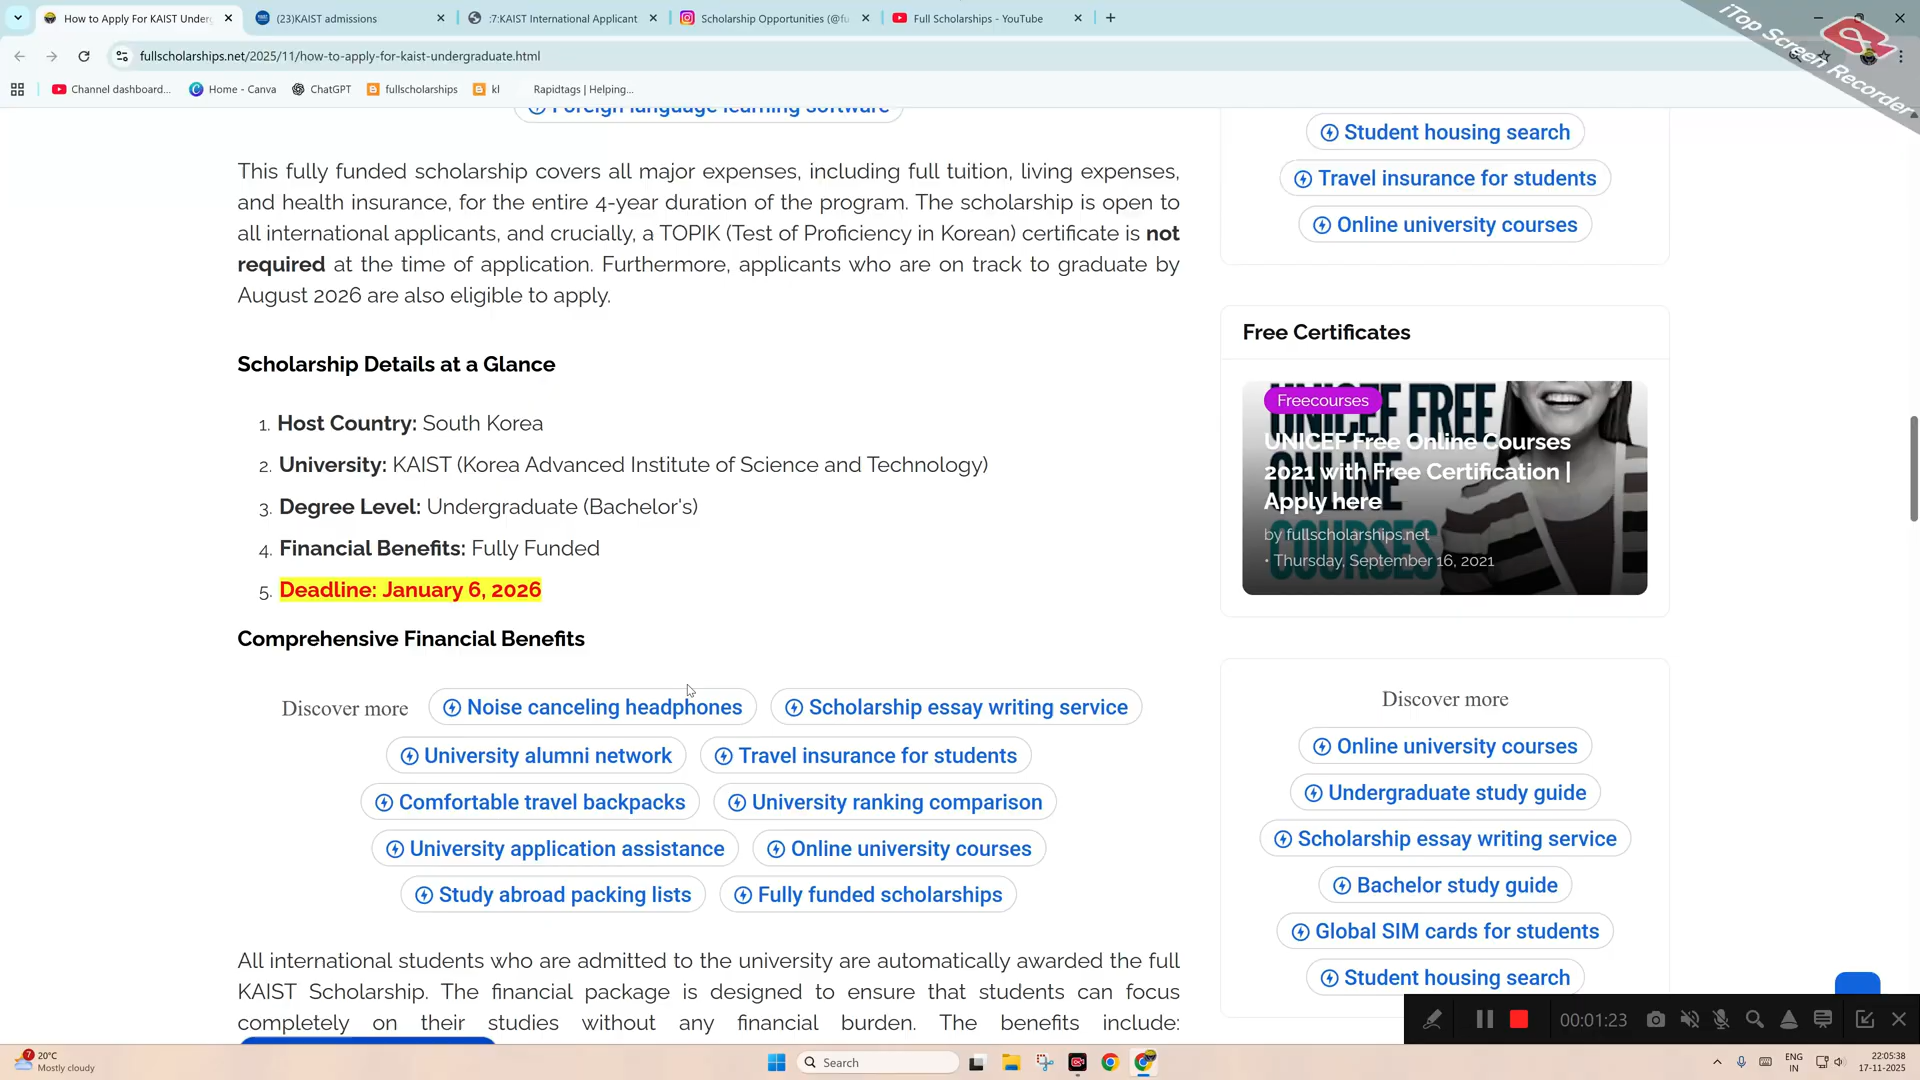 How to Apply For KAIST Underg
(23)KAIST admissions
:7:KAIST International Applicant
Scholarship Opportunities (@fu
Full Scholarships - YouTube
fullscholarships.net/2025/11/how-to-apply-for-kaist-undergraduate.html
iTop Screen Recorder
Channel dashboard...
Home - Canva
ChatGPT
fullscholarships
kl
Rapidtags | Helping...
Foreign language learning software
This fully funded scholarship covers all major expenses, including full tuition, living expenses,
and health insurance, for the entire 4-year duration of the program. The scholarship is open to
all international applicants, and crucially, a TOPIK (Test of Proficiency in Korean) certificate is not
required at the time of application. Furthermore, applicants who are on track to graduate by
August 2026 are also eligible to apply.
Scholarship Details at a Glance
1. Host Country: South Korea
2. University: KAIST (Korea Advanced Institute of Science and Technology)
3. Degree Level: Undergraduate (Bachelor's)
4. Financial Benefits: Fully Funded
5. Deadline: January 6, 2026
Comprehensive Financial Benefits
Discover more
Noise canceling headphones
Scholarship essay writing service
University alumni network
Travel insurance for students
Comfortable travel backpacks
University ranking comparison
University application assistance
Online university courses
Study abroad packing lists
Fully funded scholarships
All international students who are admitted to the university are automatically awarded the full
KAIST Scholarship. The financial package is designed to ensure that students can focus
completely on their studies without any financial burden. The benefits include:
Student housing search
Travel insurance for students
Online university courses
Free Certificates
UNICEF FREE
ONLINE
COURSES
Freecourses
UNICEF Free Online Courses
2021 with Free Certification |
Apply here
by fullscholarships.net
• Thursday, September 16, 2021
Discover more
Online university courses
Undergraduate study guide
Scholarship essay writing service
Bachelor study guide
Global SIM cards for students
Student housing search
00:01:23
7
20°C
Mostly cloudy
Search
ENG
IN
22:05:38
17-11-2025